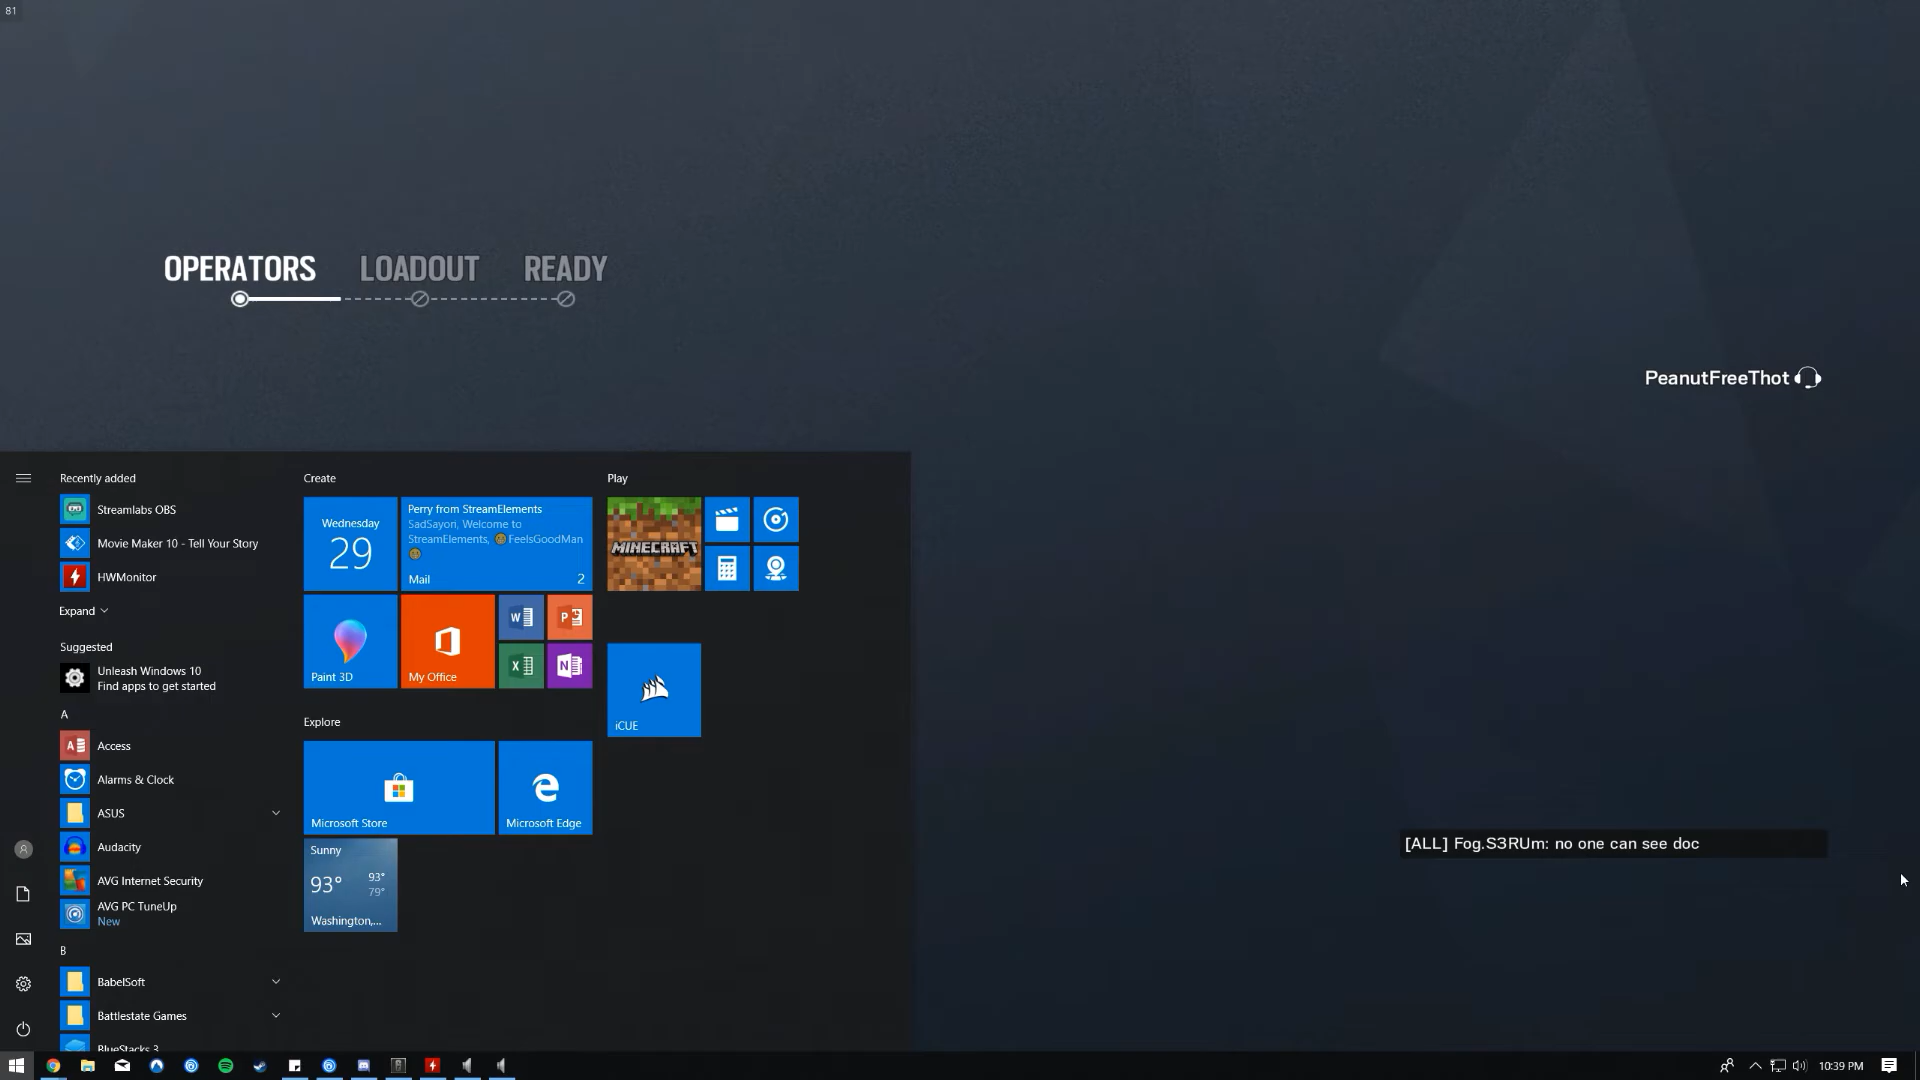 81
OPERATORS LOADOUT READY
PeanutFreeThot
Recently added
Streamlabs OBS
Movie Maker 10 - Tell Your Story
HWMonitor
Expand
Suggested
Unleash Windows 10
Find apps to get started
A
Access
Alarms & Clock
ASUS
Audacity
AVG Internet Security
AVG PC TuneUp
New
B
BabelSoft
Battlestate Games
BlueStacks 3
Create
Wednesday
29
Perry from StreamElements
SadSayori, Welcome to
StreamElements, FeelsGoodMan
Mail 2
Paint 3D
My Office
Explore
Microsoft Store
Microsoft Edge
Sunny
93° 93°
79°
Washington,...
Play
MINECRAFT
iCUE
[ALL] Fog.S3RUm: no one can see doc
10:39 PM